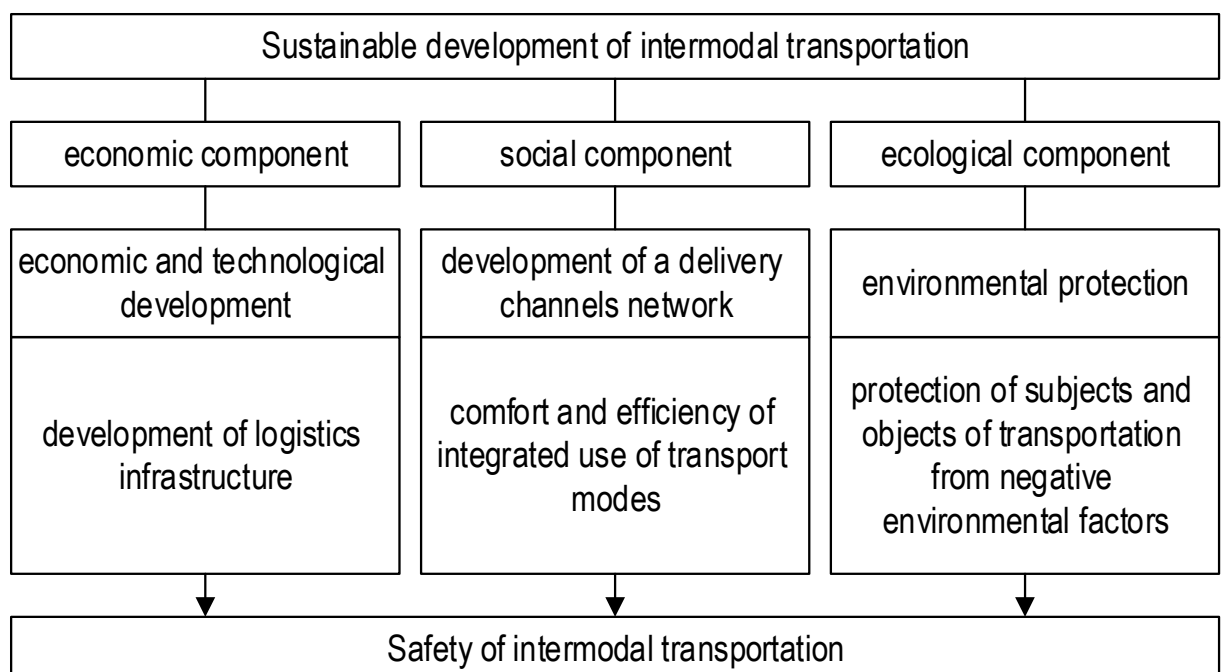 Sustainable development of intermodal transportation
economic component
social component
ecological component
economic and technological
development
development of a delivery
channels network
environmental protection
development of logistics
infrastructure
comfort and efficiency of
integrated use of transport
modes
protection of subjects and
objects of transportation
from negative
environmental factors
Safety of intermodal transportation